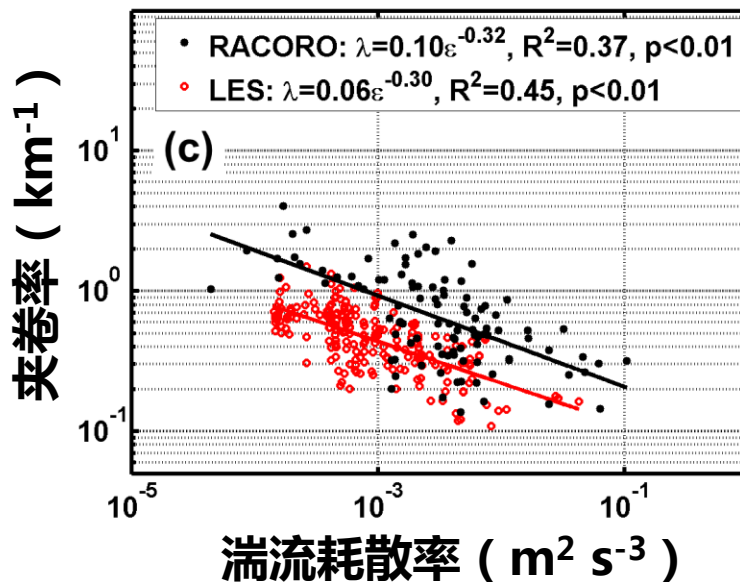 RACORO: λ=0.10ε^-0.32, R²=0.37, p<0.01
LES: λ=0.06ε^-0.30, R²=0.45, p<0.01
(c)
夹卷率（km⁻¹）
10¹
10⁰
10⁻¹
10⁻⁵ 10⁻³ 10⁻¹
湍流耗散率（m² s⁻³）